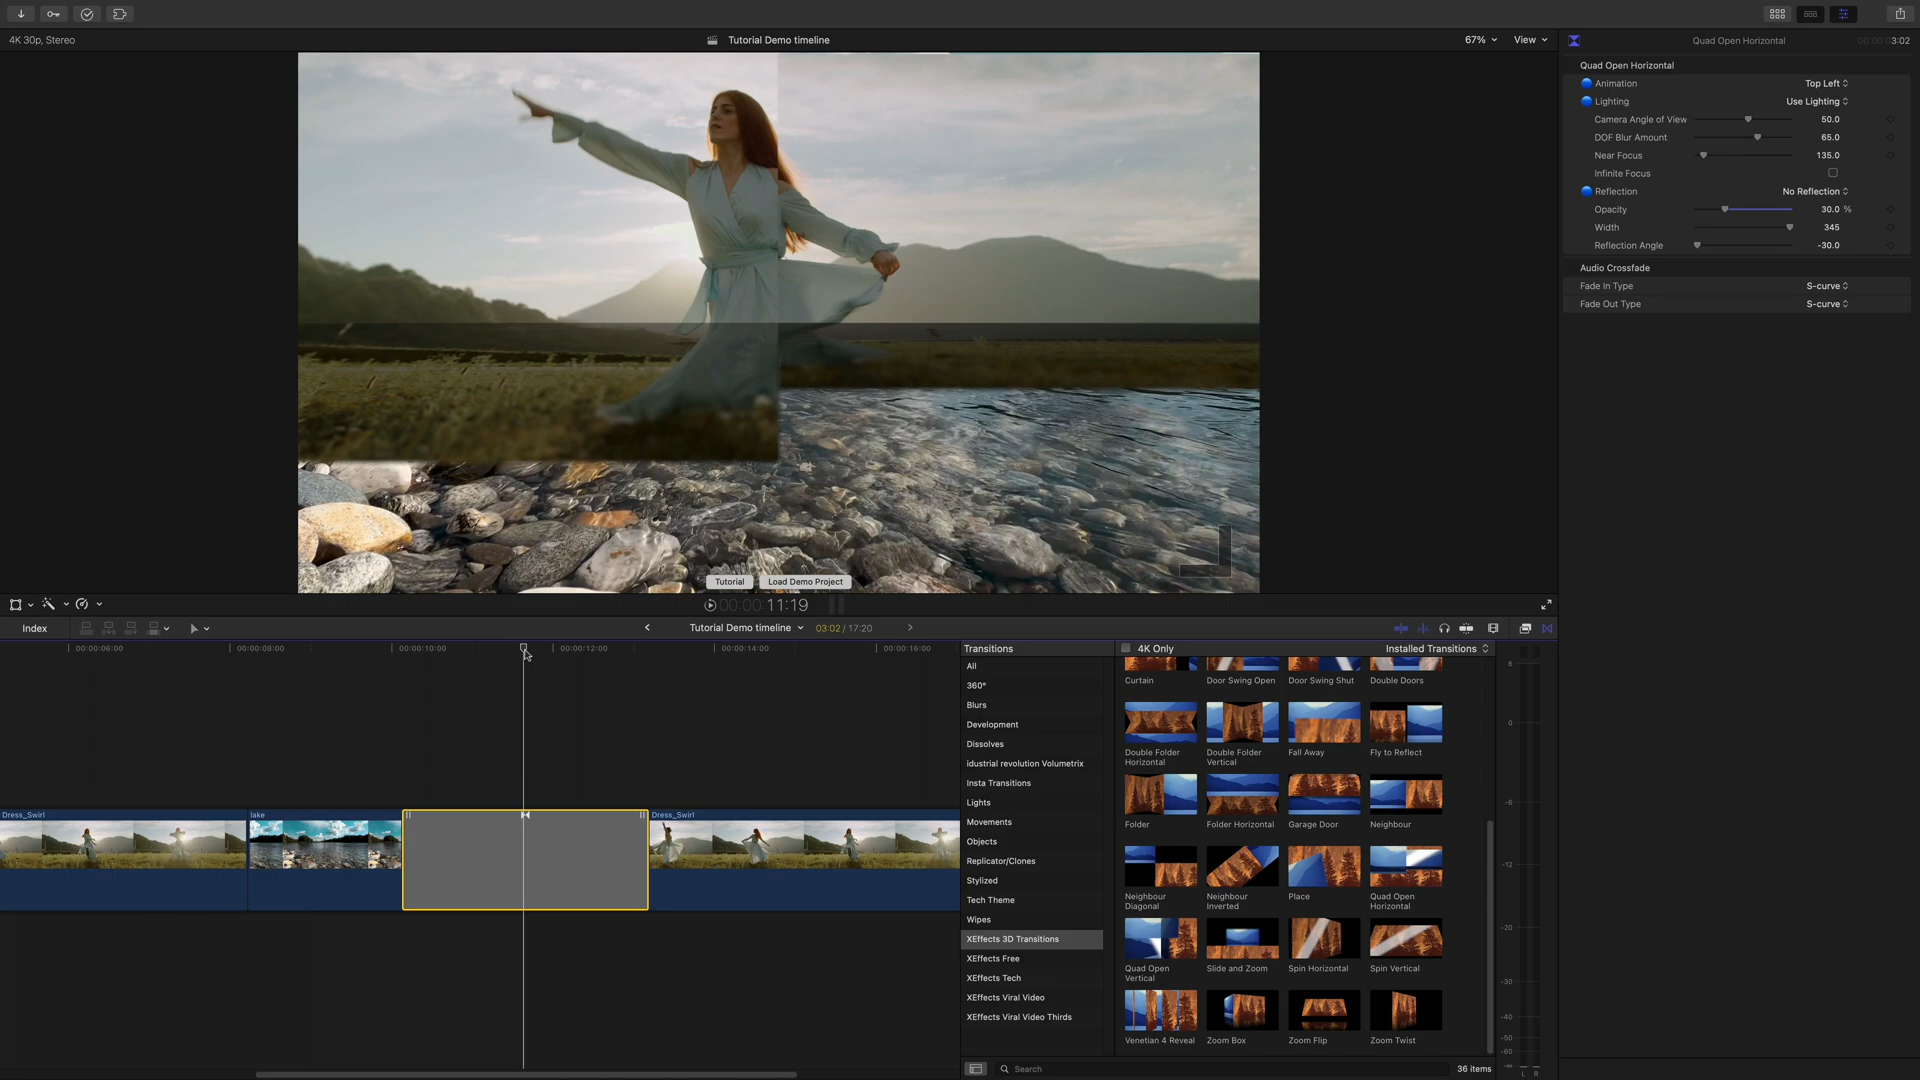 4K 30p, Stereo
Tutorial Demo timeline
67%
View
Quad Open Horizontal
00:00:03:02
Quad Open Horizontal
Animation
Top Left
Lighting
Use Lighting
Camera Angle of View
50.0
DOF Blur Amount
65.0
Near Focus
135.0
Infinite Focus
Reflection
No Reflection
Opacity
30.0 %
Width
345
Reflection Angle
-30.0
Audio Crossfade
Fade In Type
S-curve
Fade Out Type
S-curve
Tutorial
Load Demo Project
00:00:11:19
Index
Tutorial Demo timeline
03:02 / 17:20
00:00:06:00
00:00:08:00
00:00:10:00
00:00:12:00
00:00:14:00
00:00:16:00
Dress_Swirl
lake
Dress_Swirl
Transitions
All
360°
Blurs
Development
Dissolves
idustrial revolution Volumetrix
Insta Transitions
Lights
Movements
Objects
Replicator/Clones
Stylized
Tech Theme
Wipes
XEffects 3D Transitions
XEffects Free
XEffects Tech
XEffects Viral Video
XEffects Viral Video Thirds
4K Only
Installed Transitions
Curtain
Door Swing Open
Door Swing Shut
Double Doors
Double Folder
Horizontal
Double Folder
Vertical
Fall Away
Fly to Reflect
Folder
Folder Horizontal
Garage Door
Neighbour
Neighbour
Diagonal
Neighbour
Inverted
Place
Quad Open
Horizontal
Quad Open
Vertical
Slide and Zoom
Spin Horizontal
Spin Vertical
Venetian 4 Reveal
Zoom Box
Zoom Flip
Zoom Twist
Search
36 items
6
0
-6
-12
-20
-30
-40
-50
-60
-∞
L
R